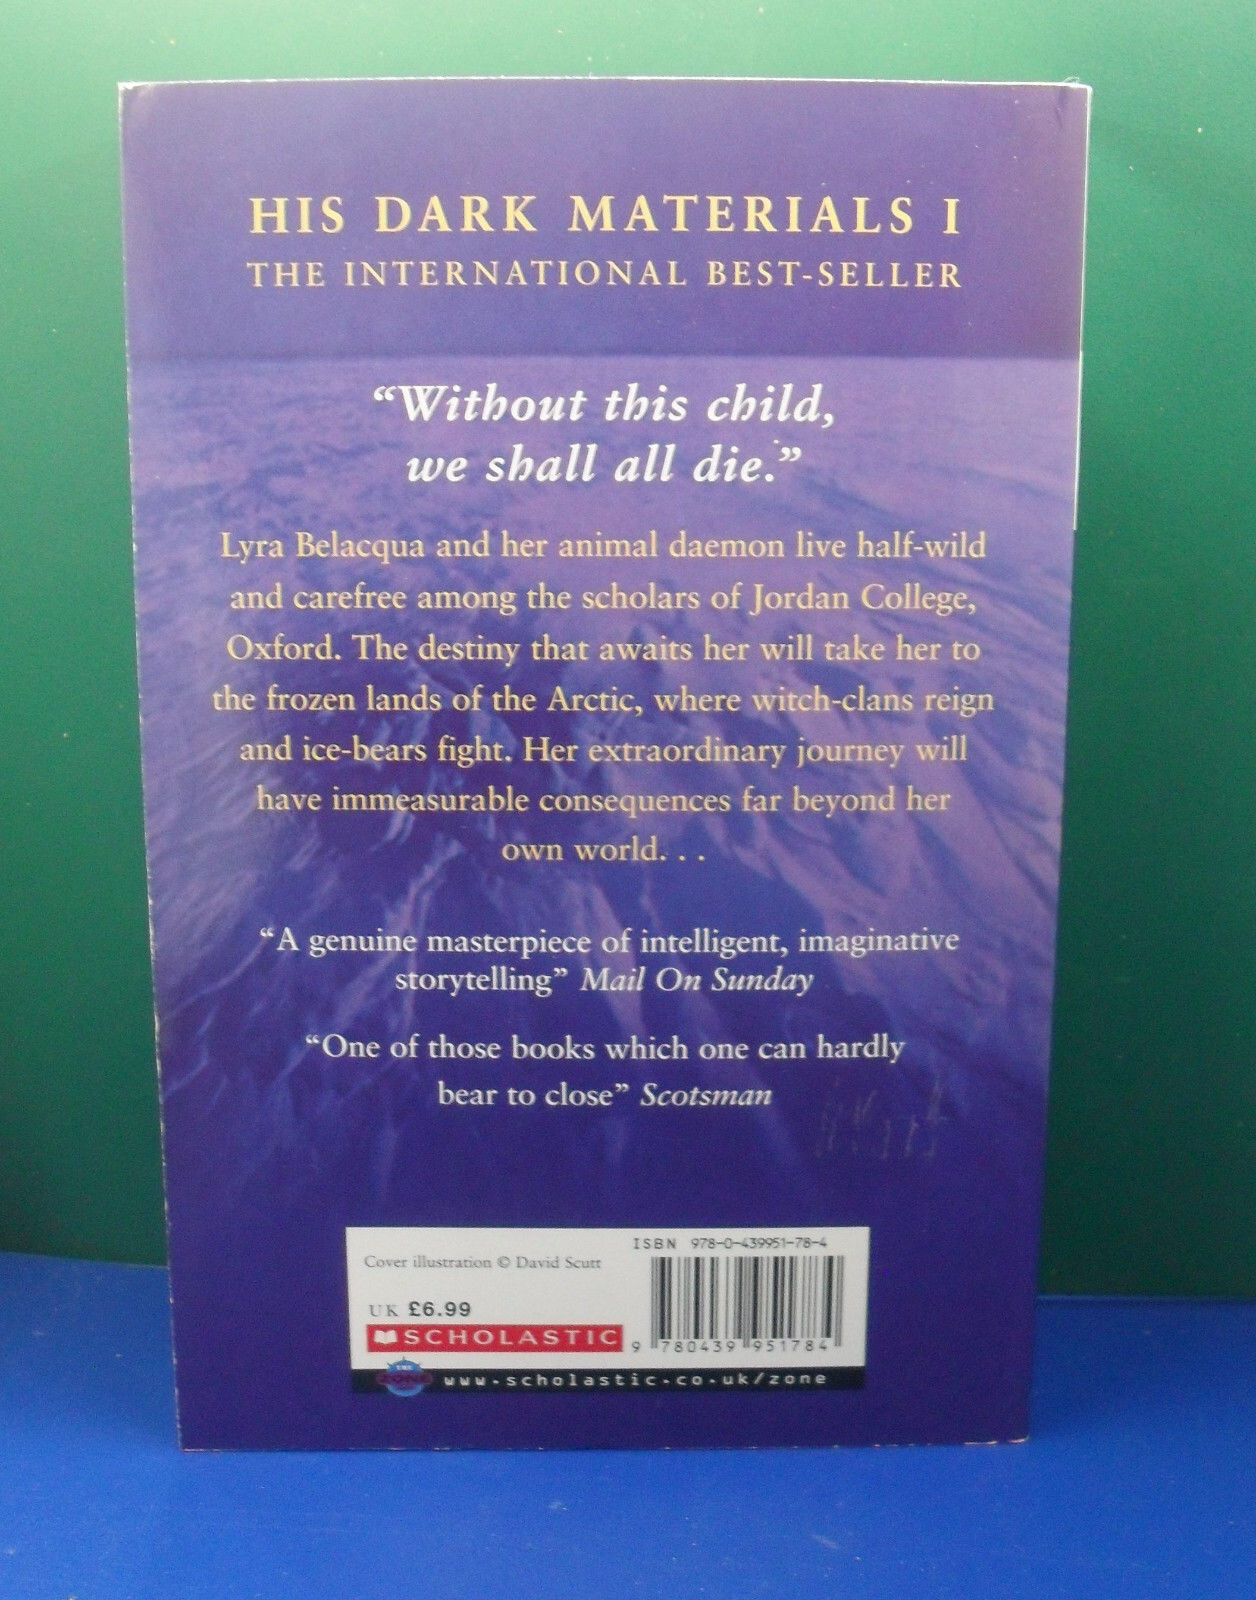 HIS DARK MATERIALS I
THE INTERNATIONAL BEST-SELLER
“Without this child,
we shall all die.”
Lyra Belacqua and her animal daemon live half-wild
and carefree among the scholars of Jordan College,
Oxford. The destiny that awaits her will take her to
the frozen lands of the Arctic, where witch-clans reign
and ice-bears fight. Her extraordinary journey will
have immeasurable consequences far beyond her
own world. . .
“A genuine masterpiece of intelligent, imaginative
storytelling” Mail On Sunday
“One of those books which one can hardly
bear to close” Scotsman
ISBN 978-0-439951-78-4
Cover illustration © David Scutt
UK £6.99
SCHOLASTIC
9 780439 951784
THE
ZONE
www.scholastic.co.uk/zone